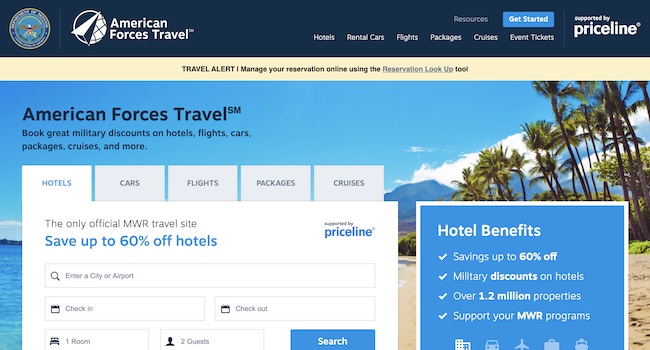 American
Forces Travel℠
Resources
Get Started
supported by
priceline®
Hotels
Rental Cars
Flights
Packages
Cruises
Event Tickets
TRAVEL ALERT | Manage your reservation online using the Reservation Look Up tool
American Forces Travel℠
Book great military discounts on hotels, flights, cars,
packages, cruises, and more.
HOTELS
CARS
FLIGHTS
PACKAGES
CRUISES
The only official MWR travel site
Save up to 60% off hotels
supported by
priceline®
Enter a City or Airport
Check in
Check out
1 Room
2 Guests
Search
Hotel Benefits
Savings up to 60% off
Military discounts on hotels
Over 1.2 million properties
Support your MWR programs